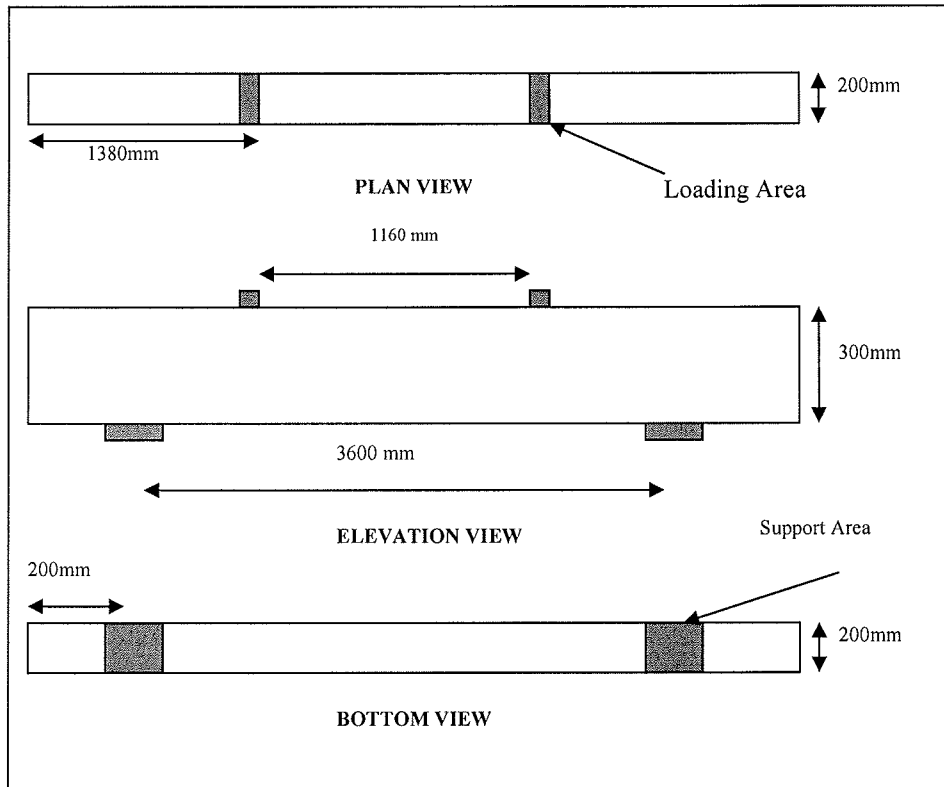 200mm
1380mm
PLAN VIEW
Loading Area
1160 mm
300mm
3600 mm
ELEVATION VIEW
Support Area
200mm
200mm
BOTTOM VIEW